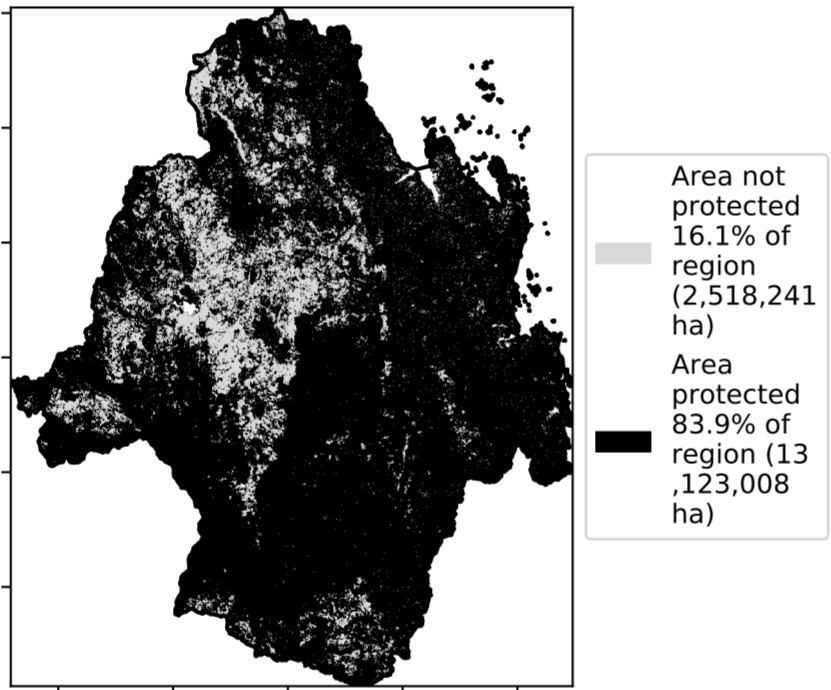 Area not
protected
16.1% of
region
(2,518,241
ha)
Area
protected
83.9% of
region (13
,123,008
ha)